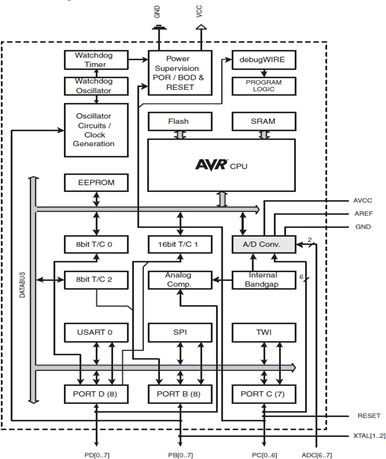 GND
VCC
Watchdog
Timer
Watchdog
Oscillator
Oscillator
Circuits /
Clock
Generation
Power
Supervision
POR / BOD &
RESET
debugWIRE
PROGRAM
LOGIC
Flash
SRAM
AVR CPU
EEPROM
AVCC
AREF
GND
8bit T/C 0
16bit T/C 1
A/D Conv.
2
DATABUS
8bit T/C 2
Analog
Comp.
Internal
Bandgap
6
USART 0
SPI
TWI
PORT D (8)
PORT B (8)
PORT C (7)
RESET
XTAL[1..2]
PD[0..7]
PB[0..7]
PC[0..6]
ADC[6..7]